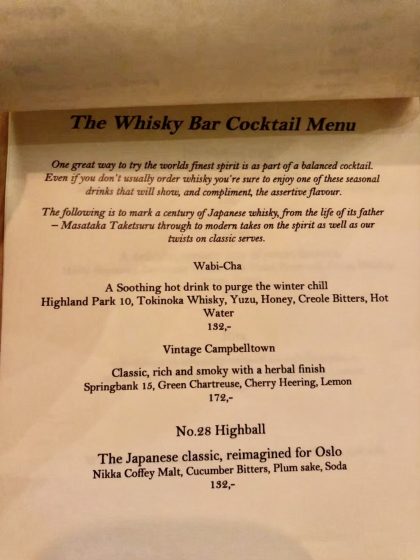 The Whisky Bar Cocktail Menu
One great way to try the worlds finest spirit is as part of a balanced cocktail.
Even if you don't usually order whisky you're sure to enjoy one of these seasonal
drinks that will show, and compliment, the assertive flavour.
The following is to mark a century of Japanese whisky, from the life of its father
– Masataka Taketsuru through to modern takes on the spirit as well as our
twists on classic serves.
Wabi-Cha
A Soothing hot drink to purge the winter chill
Highland Park 10, Tokinoka Whisky, Yuzu, Honey, Creole Bitters, Hot
Water
132,-
Vintage Campbelltown
Classic, rich and smoky with a herbal finish
Springbank 15, Green Chartreuse, Cherry Heering, Lemon
172,-
No.28 Highball
The Japanese classic, reimagined for Oslo
Nikka Coffey Malt, Cucumber Bitters, Plum sake, Soda
132,-